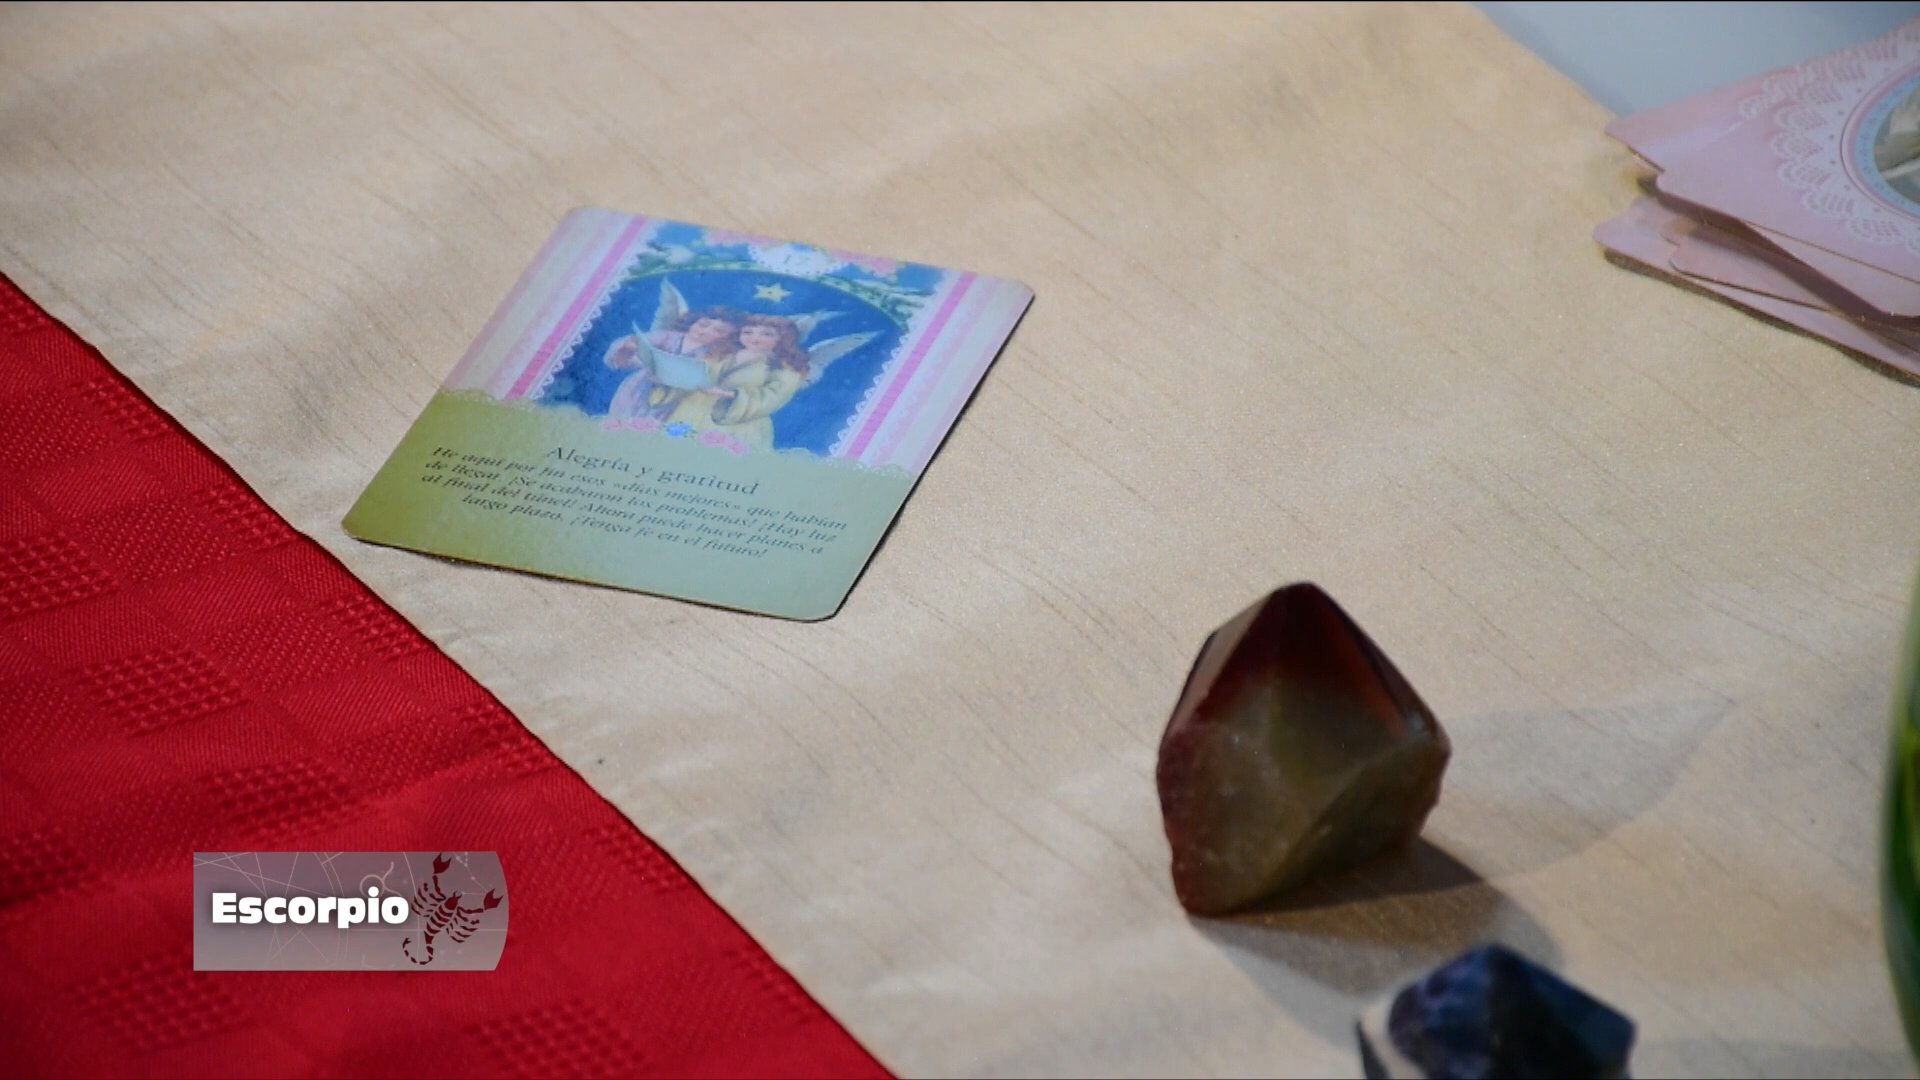 17
Alegría y gratitud
He aquí por fin esos «días mejores» que habían
de llegar. ¡Se acabaron los problemas! ¡Hay luz
al final del túnel! Ahora puede hacer planes a
largo plazo. ¡Tenga fe en el futuro!
Escorpio